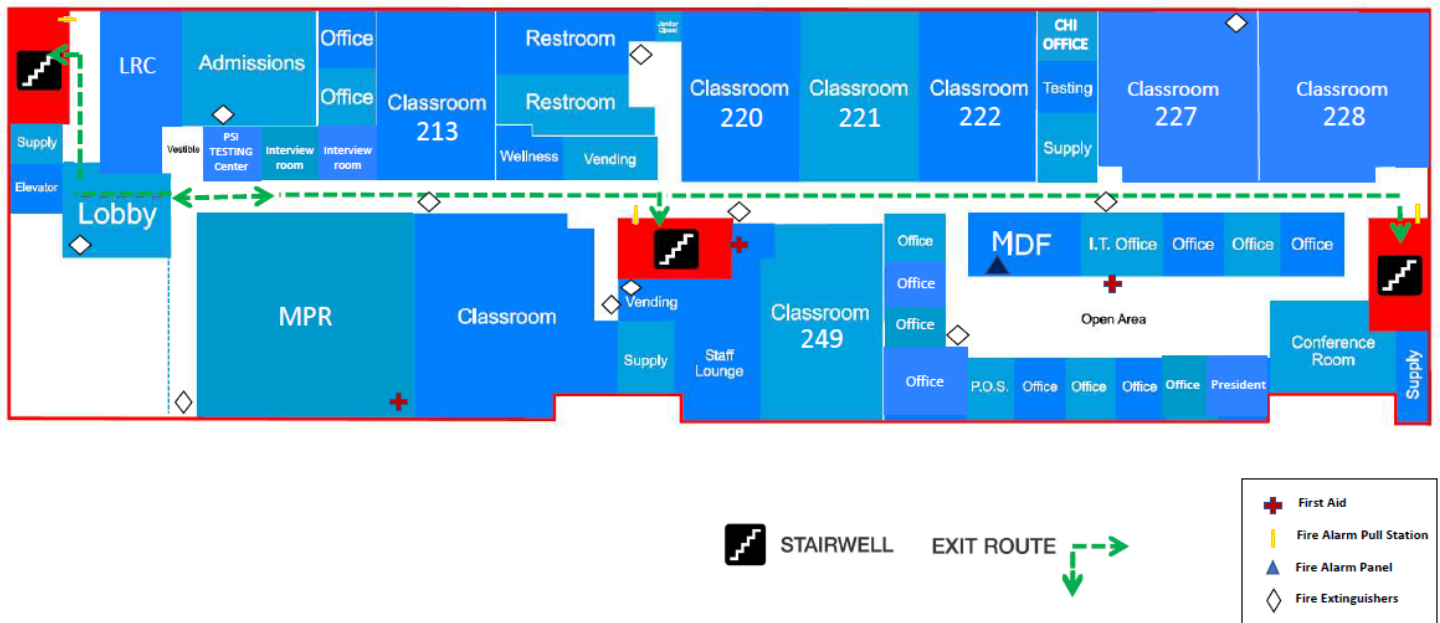 LRC
Admissions
Office
Office
Classroom
213
Restroom
Restroom
Janitor
Closet
Classroom
220
Classroom
221
Classroom
222
CHI
OFFICE
Testing
Supply
Classroom
227
Classroom
228
Supply
Elevator
Vestible
PSI
TESTING
Center
Interview
room
Interview
room
Wellness
Vending
Lobby
MPR
Classroom
Vending
Supply
Staff
Lounge
Classroom
249
Office
Office
Office
Office
MDF
I.T. Office
Office
Office
Office
Open Area
P.O.S.
Office
Office
Office
Office
President
Conference
Room
Supply
STAIRWELL
EXIT ROUTE
First Aid
Fire Alarm Pull Station
Fire Alarm Panel
Fire Extinguishers